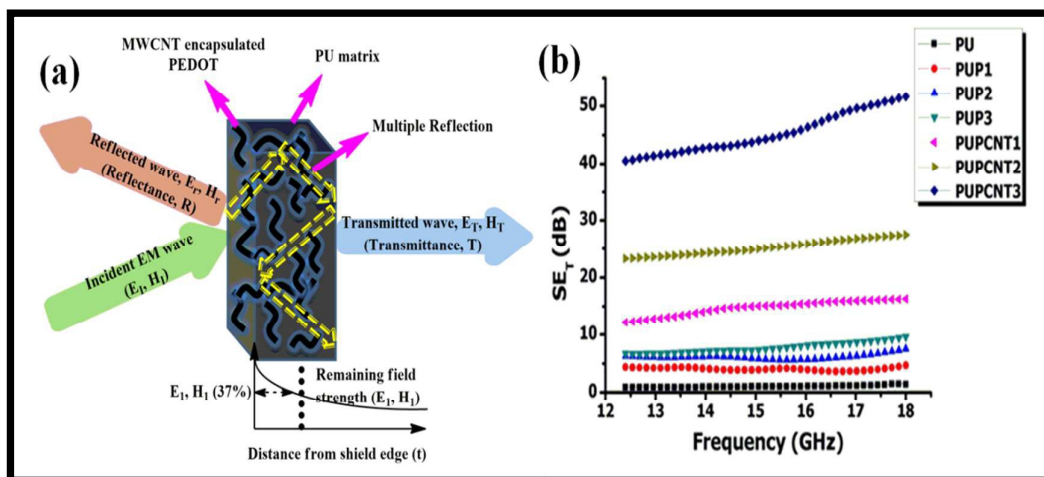 (a)
MWCNT encapsulated
PEDOT
PU matrix
Multiple Reflection
Reflected wave, Er, Hr
(Reflectance, R)
Incident EM wave
(EI, HI)
Transmitted wave, ET, HT
(Transmittance, T)
E1, H1 (37%)
Remaining field
strength (E1, H1)
Distance from shield edge (t)
(b)
PU
PUP1
PUP2
PUP3
PUPCNT1
PUPCNT2
PUPCNT3
SET (dB)
50
40
30
20
10
0
12 13 14 15 16 17 18
Frequency (GHz)